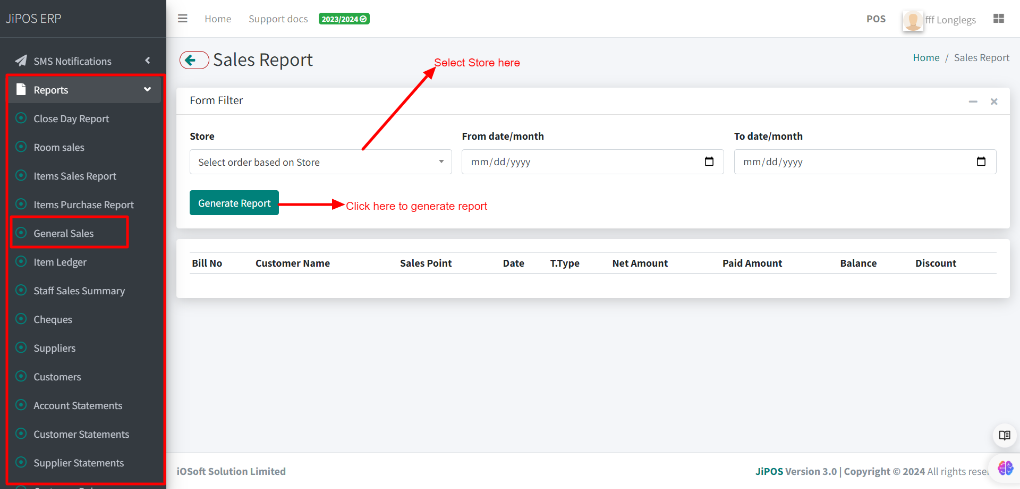 JiPOS ERP
Home
Support docs
2023/2024
POS
fff Longlegs
SMS Notifications
Reports
Close Day Report
Room sales
Items Sales Report
Items Purchase Report
General Sales
Item Ledger
Staff Sales Summary
Cheques
Suppliers
Customers
Account Statements
Customer Statements
Supplier Statements
Sales Report
Select Store here
Home / Sales Report
Form Filter
Store
From date/month
To date/month
Select order based on Store
mm/dd/yyyy
mm/dd/yyyy
Generate Report
Click here to generate report
Bill No Customer Name Sales Point Date T.Type Net Amount Paid Amount Balance Discount
iOSoft Solution Limited
JiPOS Version 3.0 | Copyright © 2024 All rights rese